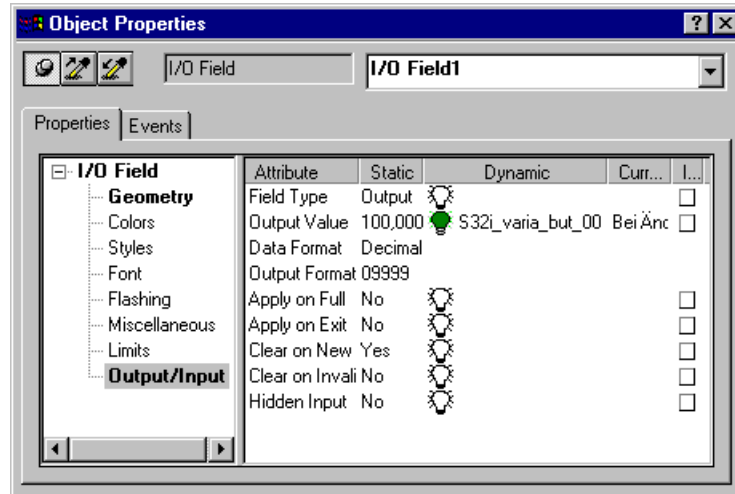 Object Properties
I/O Field I/O Field1
Properties Events
I/O Field
Geometry
Colors
Styles
Font
Flashing
Miscellaneous
Limits
Output/Input
Attribute Static Dynamic Curr... I...
Field Type Output
Output Value 100,000 S32i_varia_but_00 Bei Änc
Data Format Decimal
Output Format 09999
Apply on Full No
Apply on Exit No
Clear on New Yes
Clear on Invali No
Hidden Input No